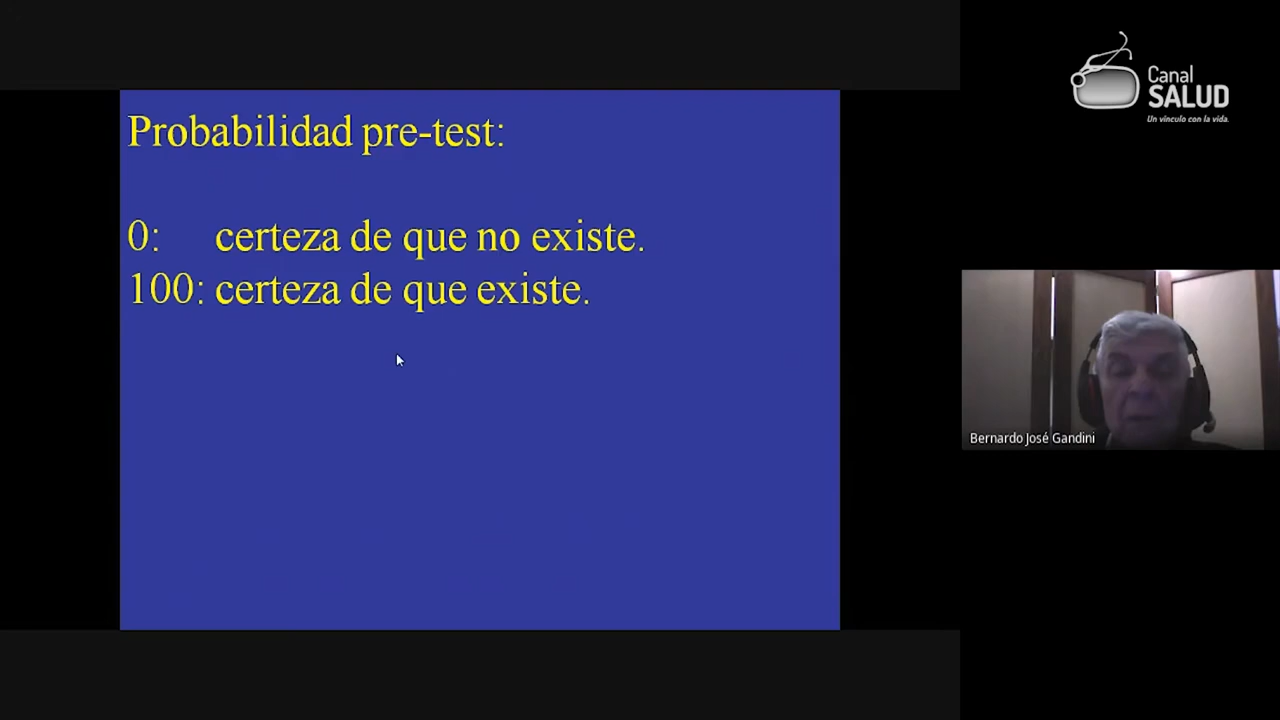 Probabilidad pre-test:
0: certeza de que no existe.
100: certeza de que existe.
Canal
SALUD
Un vínculo con la vida.
Bernardo José Gandini